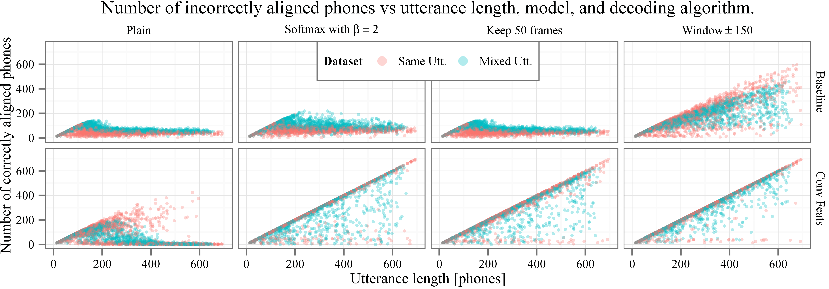 Number of incorrectly aligned phones vs utterance length, model, and decoding algorithm.
Plain
Softmax with β = 2
Keep 50 frames
Window ± 150
Dataset Same Utt. Mixed Utt.
Number of correctly aligned phones
600
400
200
0
Baseline
600
400
200
0
Conv Feats
0 200 400 600
0 200 400 600
0 200 400 600
0 200 400 600
Utterance length [phones]